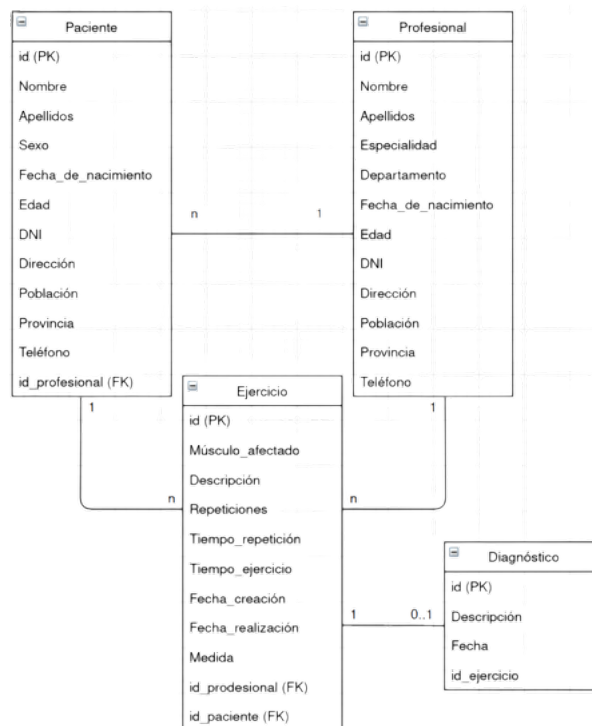 Paciente
id (PK)
Nombre
Apellidos
Sexo
Fecha_de_nacimiento
Edad
DNI
Dirección
Población
Provincia
Teléfono
id_profesional (FK)
Profesional
id (PK)
Nombre
Apellidos
Especialidad
Departamento
Fecha_de_nacimiento
Edad
DNI
Dirección
Población
Provincia
Teléfono
n
1
1
n
1
n
Ejercicio
id (PK)
Músculo_afectado
Descripción
Repeticiones
Tiempo_repetición
Tiempo_ejercicio
Fecha_creación
Fecha_realización
Medida
id_prodesional (FK)
id_paciente (FK)
1
0..1
Diagnóstico
id (PK)
Descripción
Fecha
id_ejercicio